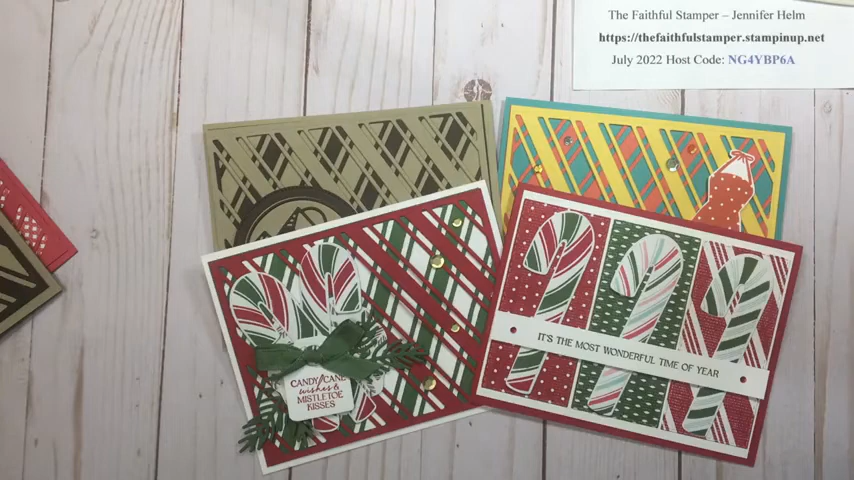 The Faithful Stamper – Jennifer Helm
https://thefaithfulstamper.stampinup.net
July 2022 Host Code: NG4YBP6A
IT'S THE MOST WONDERFUL TIME OF YEAR
CANDY CANE
wishes &
MISTLETOE
KISSES